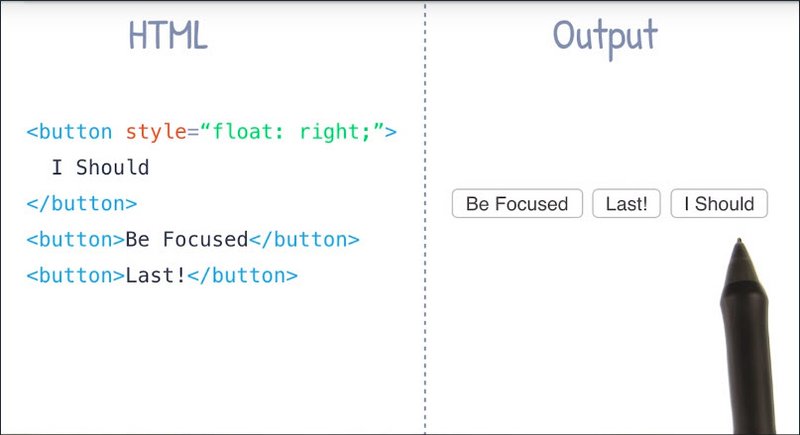 HTML
<button style=“float: right;”>
I Should
</button>
<button>Be Focused</button>
<button>Last!</button>
Output
Be Focused Last! I Should